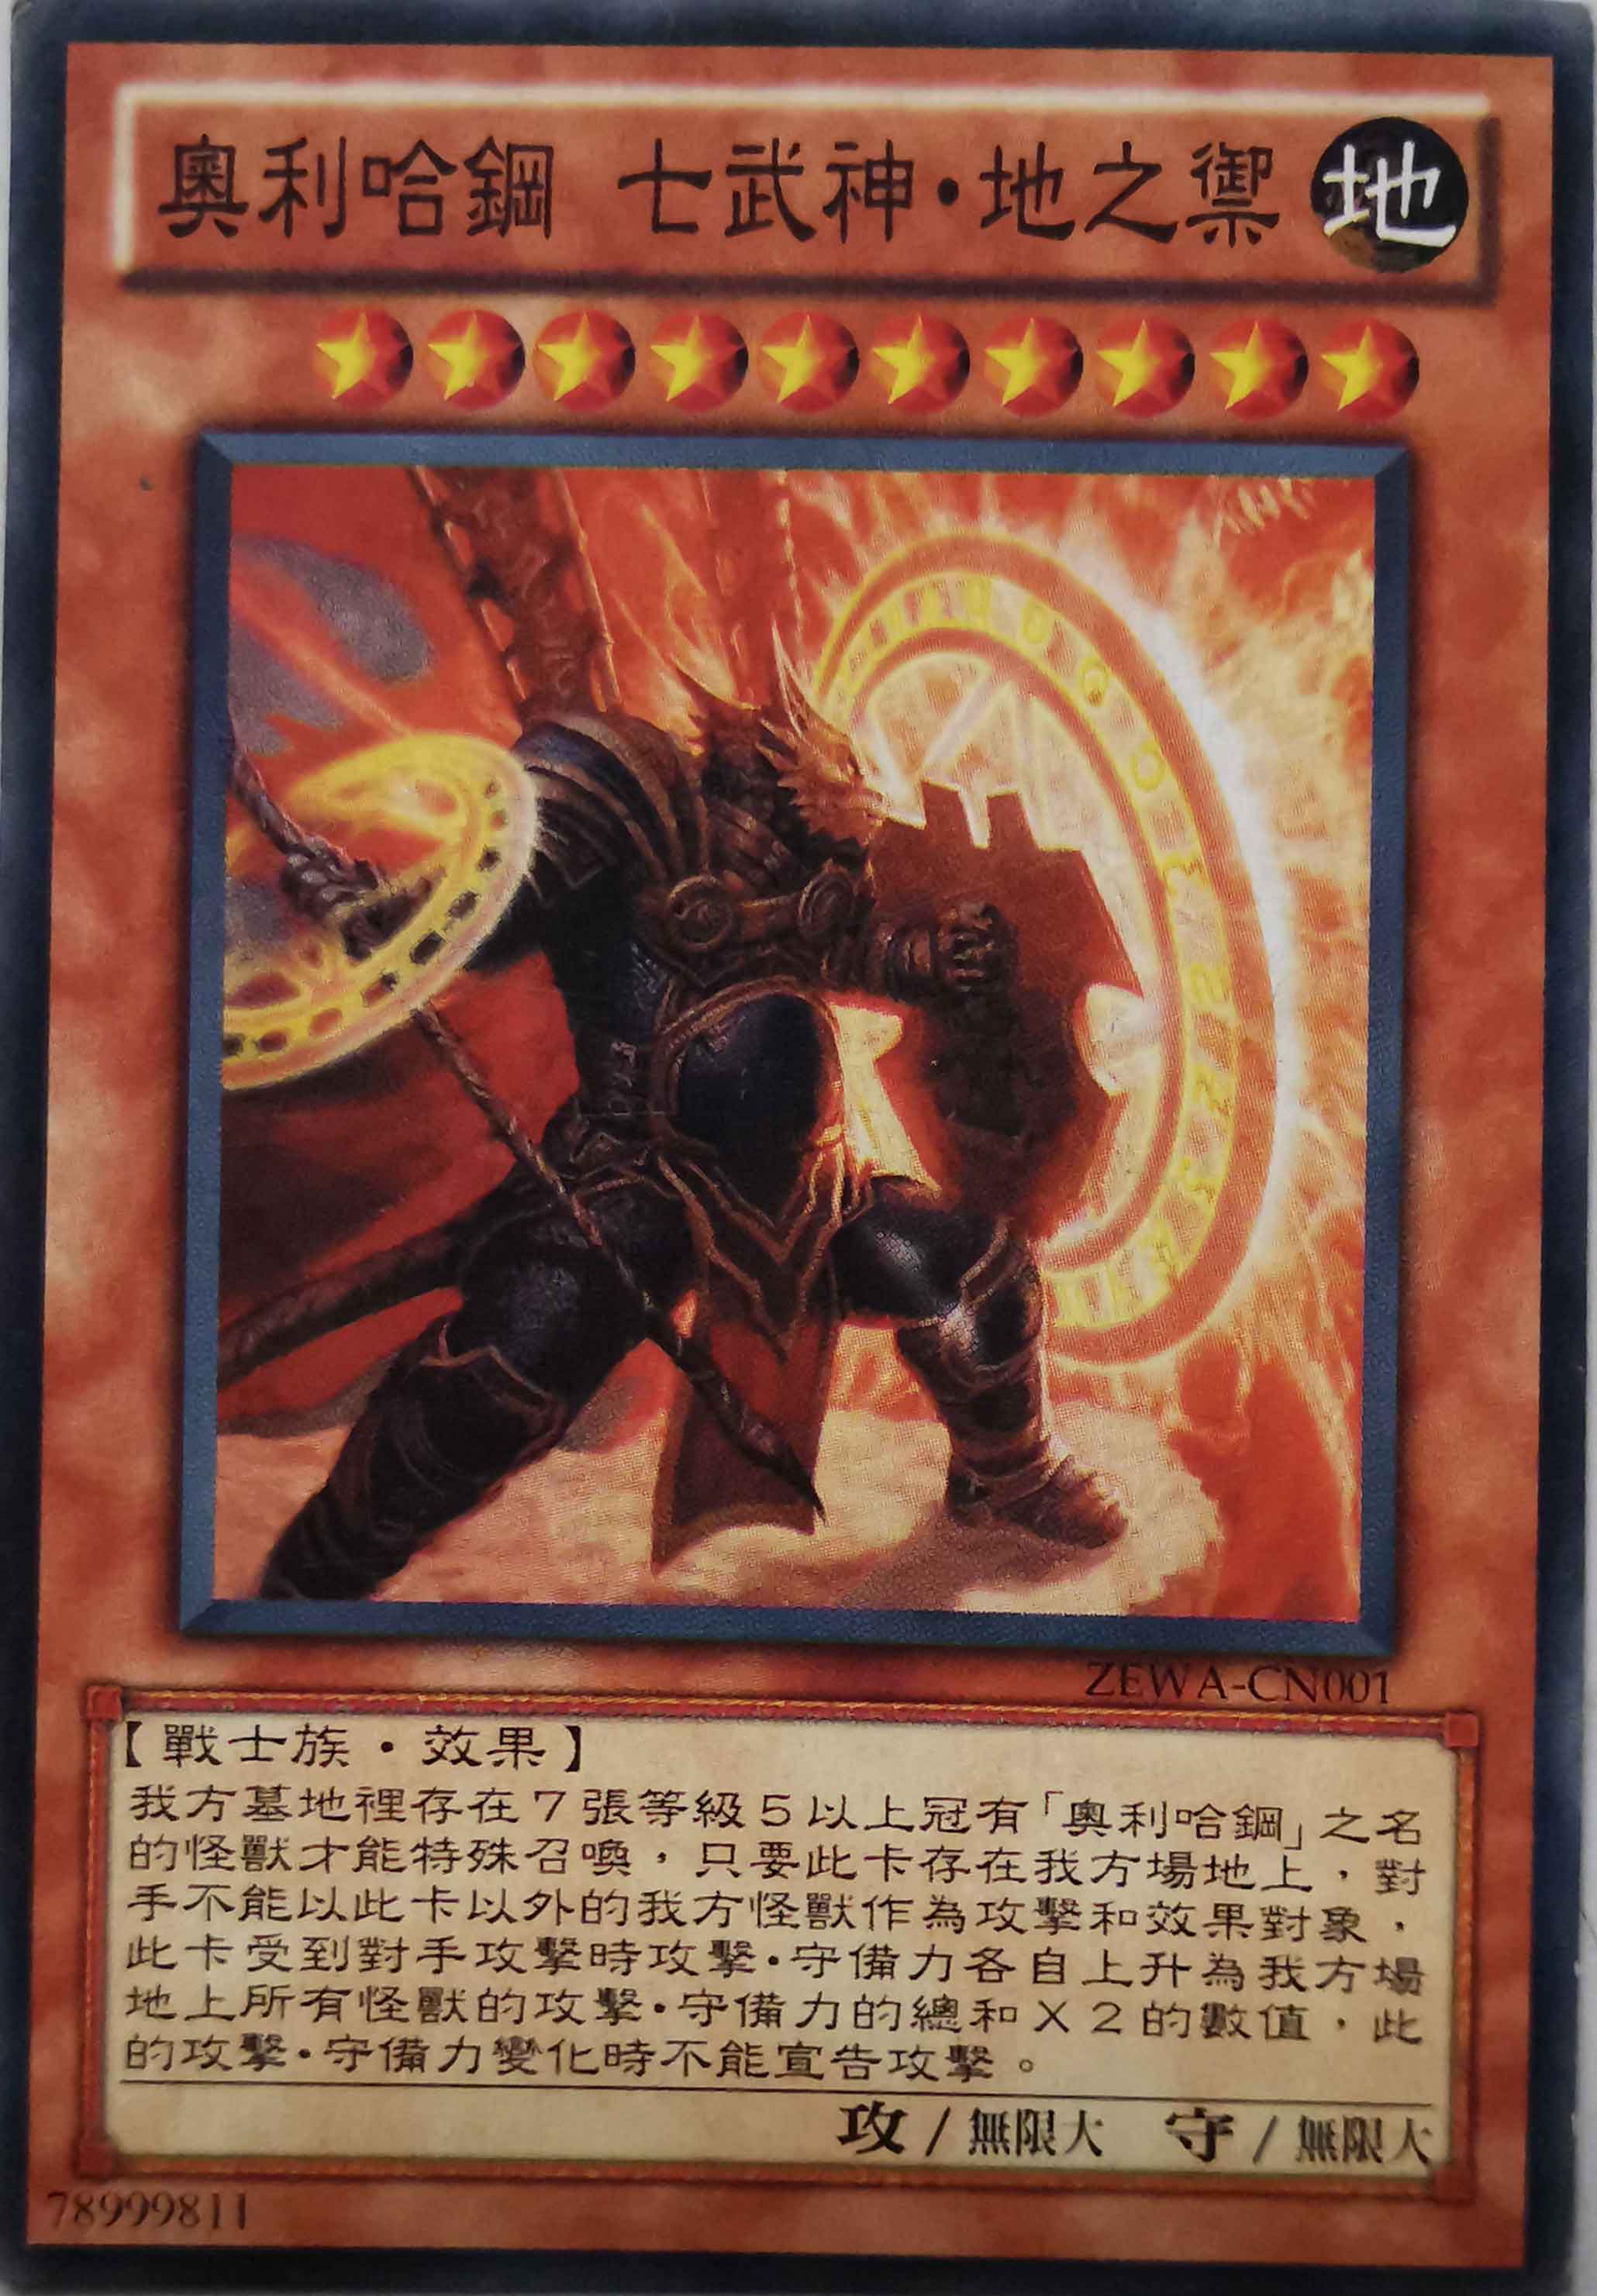 奧利哈鋼 七武神·地之禦 地
ZEWA-CN001
【戰士族·效果】
我方墓地裡存在7張等級5以上冠有「奧利哈鋼」之名
的怪獸才能特殊召喚，只要此卡存在我方場地上，對
手不能以此卡以外的我方怪獸作為攻擊和效果對象，
此卡受到對手攻擊時攻擊·守備力各自上升為我方場
地上所有怪獸的攻擊·守備力的總和X2的數值，此
的攻擊·守備力變化時不能宣告攻擊。
攻/無限大 守/無限大
78999811